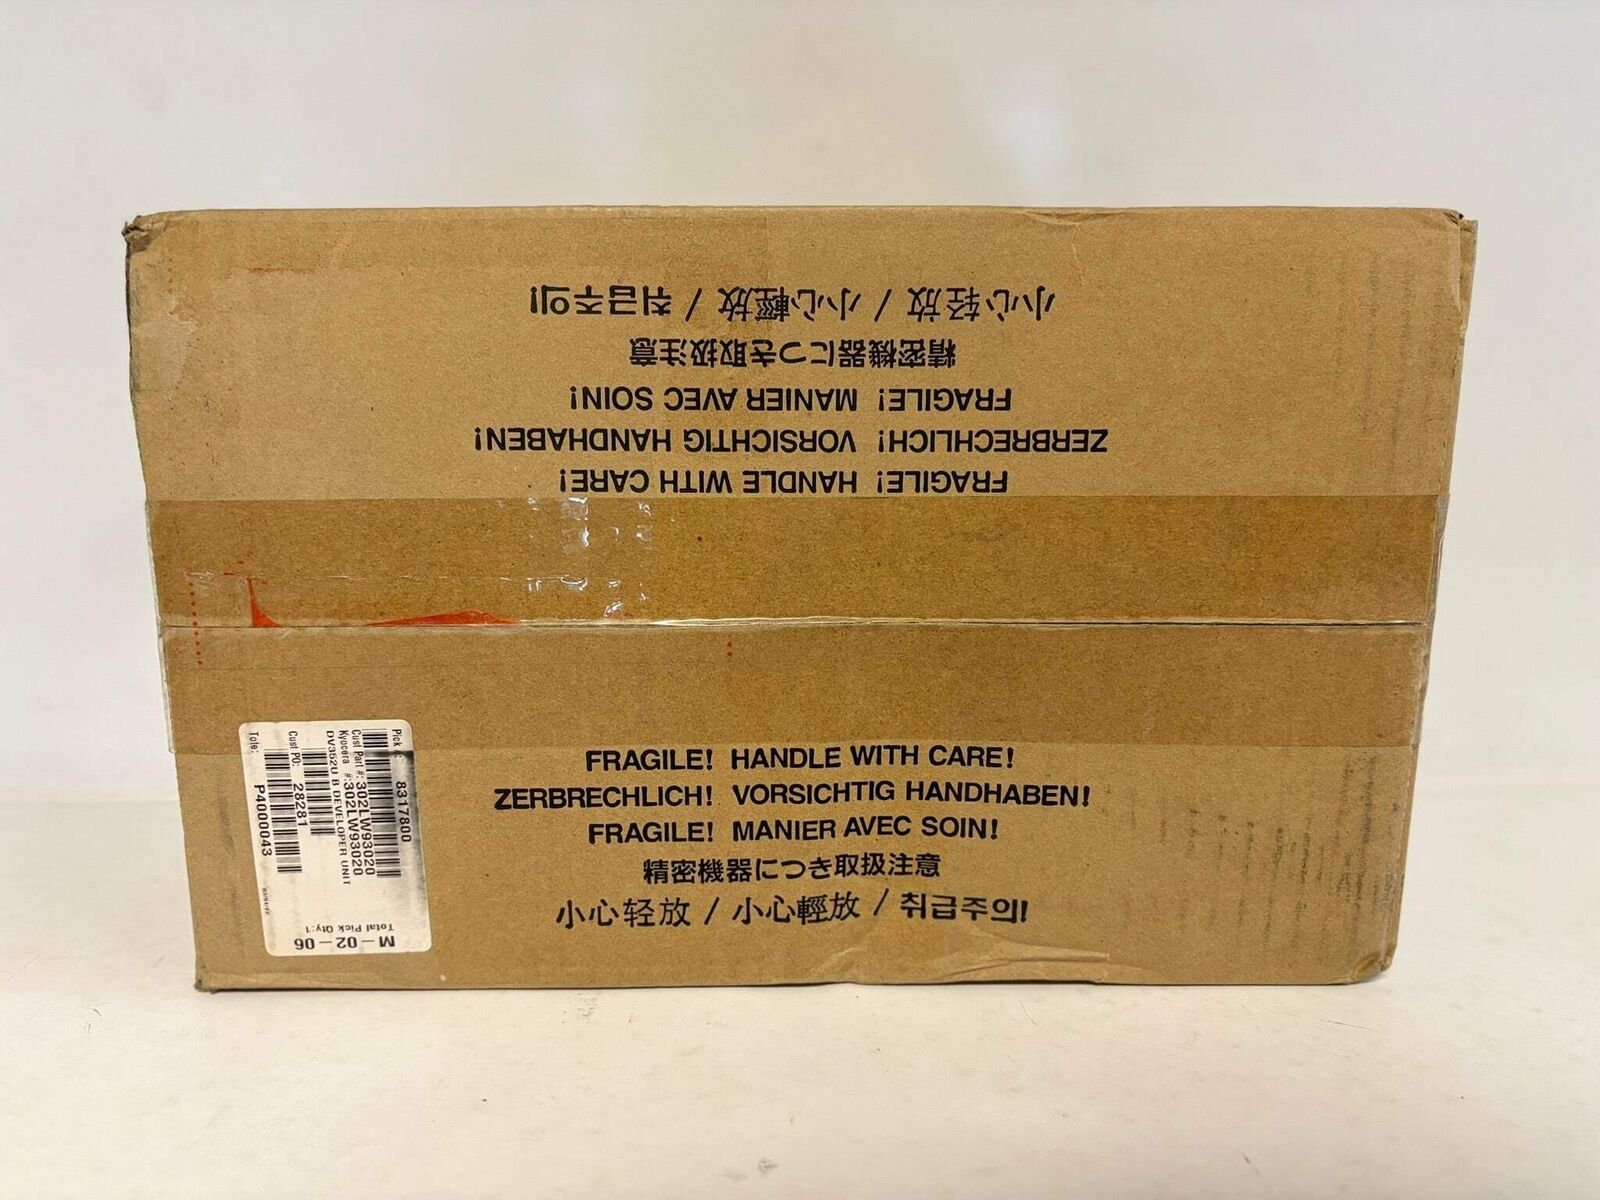 小心轻放 / 小心輕放 / 취급주의!
精密機器につき取扱注意
FRAGILE! MANIER AVEC SOIN!
ZERBRECHLICH! VORSICHTIG HANDHABEN!
FRAGILE! HANDLE WITH CARE!
FRAGILE! HANDLE WITH CARE!
ZERBRECHLICH! VORSICHTIG HANDHABEN!
FRAGILE! MANIER AVEC SOIN!
精密機器につき取扱注意
小心轻放 / 小心輕放 / 취급주의!
Pick 8317800
Cust Part #: 302LW93020
Kyocera #: 302LW93020
DV352U B DEVELOPER UNIT
Cust PO: 28281
Tote: P4000043
Total Pick Qty:1
M-02-06